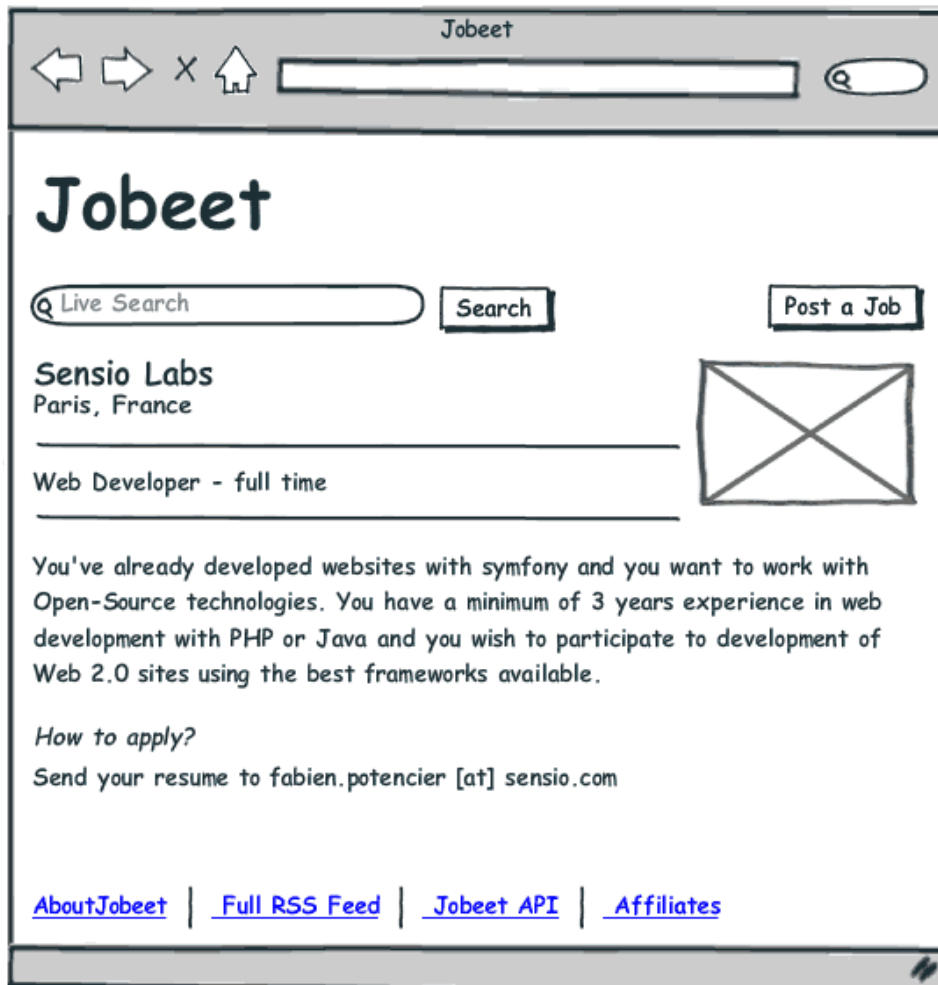 Jobeet
Jobeet
Live Search
Search
Post a Job
Sensio Labs
Paris, France
Web Developer - full time
You've already developed websites with symfony and you want to work with
Open-Source technologies. You have a minimum of 3 years experience in web
development with PHP or Java and you wish to participate to development of
Web 2.0 sites using the best frameworks available.
How to apply?
Send your resume to fabien.potencier [at] sensio.com
AboutJobeet | Full RSS Feed | Jobeet API | Affiliates